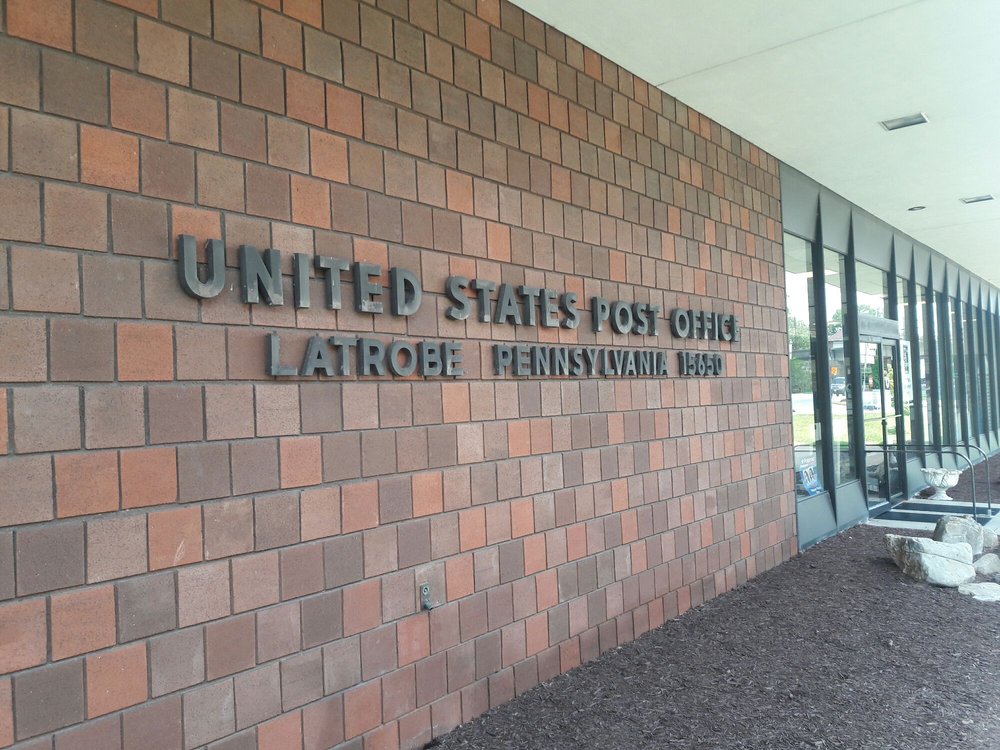 UNITED STATES POST OFFICE
LATROBE PENNSYLVANIA 15650